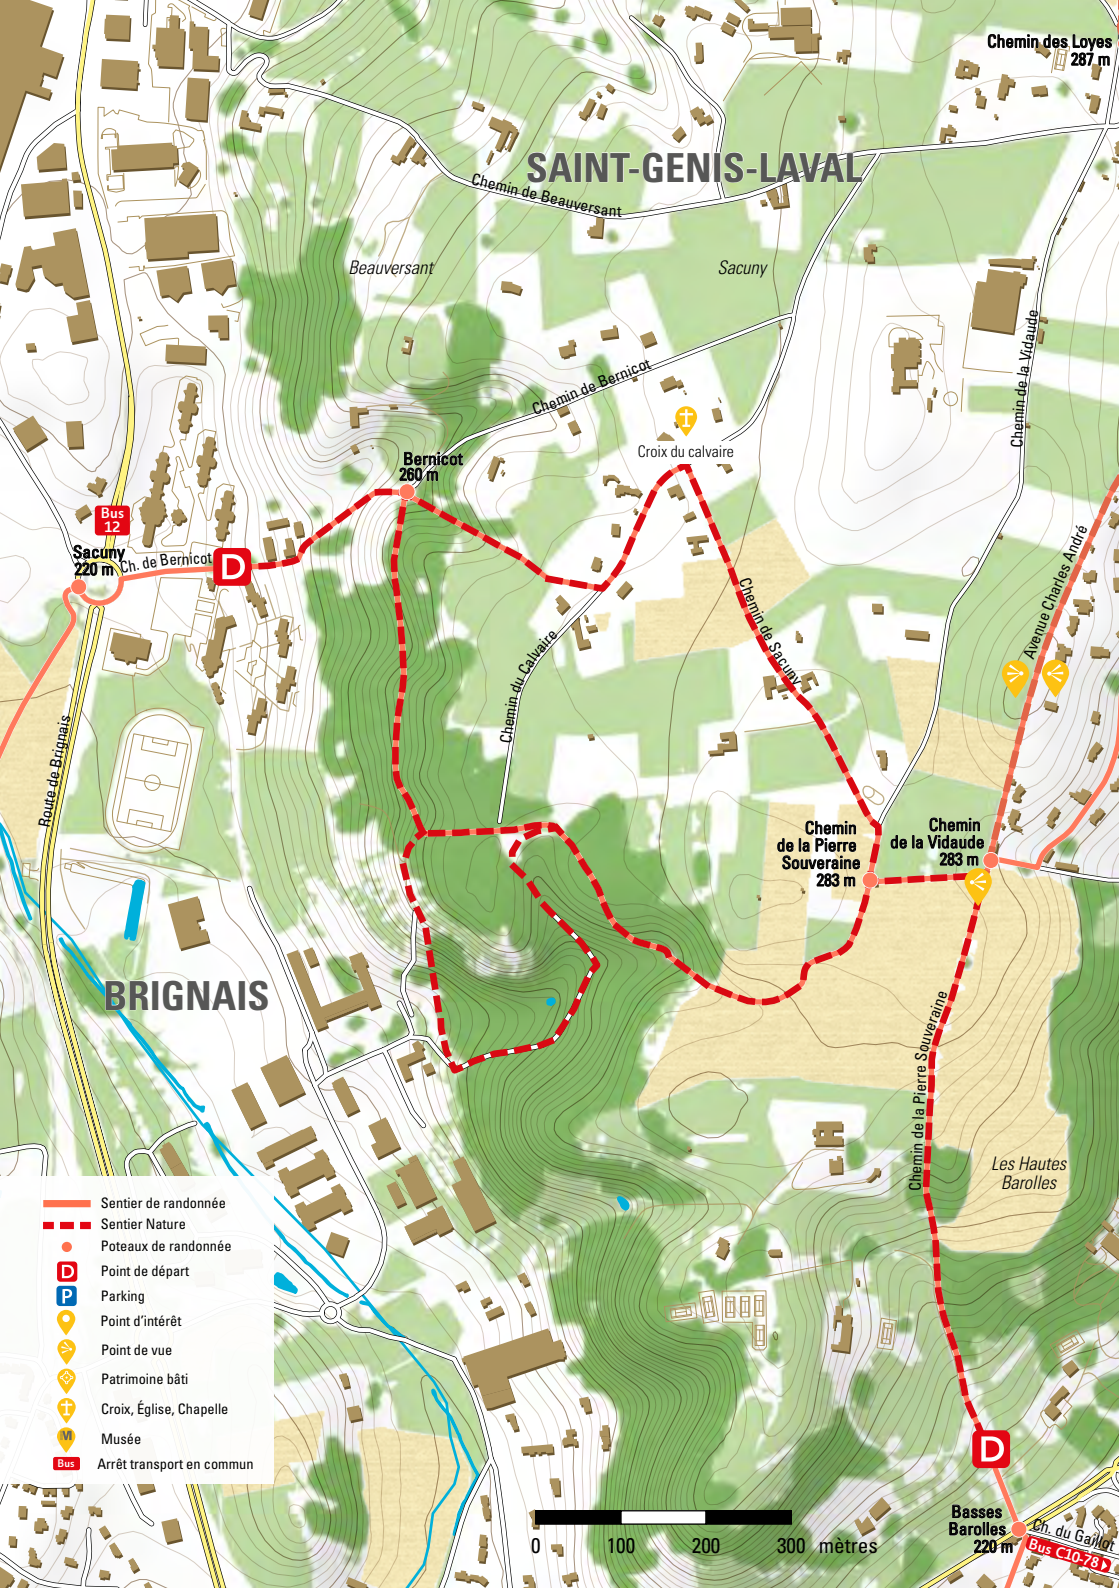 Chemin des Loyes
287 m
SAINT-GENIS-LAVAL
Chemin de Beauversant
Beauversant
Sacuny
Chemin de la Vidaude
Chemin de Bernicot
Croix du calvaire
Bernicot
260 m
Bus
12
Sacuny
220 m
Ch. de Bernicot
D
Avenue Charles André
Chemin de Sacuny
Chemin du Calvaire
Route de Brignais
Chemin
de la Pierre
Souveraine
283 m
Chemin
de la Vidaude
283 m
BRIGNAIS
Chemin de la Pierre Souveraine
Les Hautes
Barolles
Sentier de randonnée
Sentier Nature
Poteaux de randonnée
D Point de départ
P Parking
Point d'intérêt
Point de vue
Patrimoine bâti
Croix, Église, Chapelle
M Musée
Bus Arrêt transport en commun
D
Basses
Barolles
220 m
Ch. du Gaillot
Bus C10-78
0 100 200 300 mètres